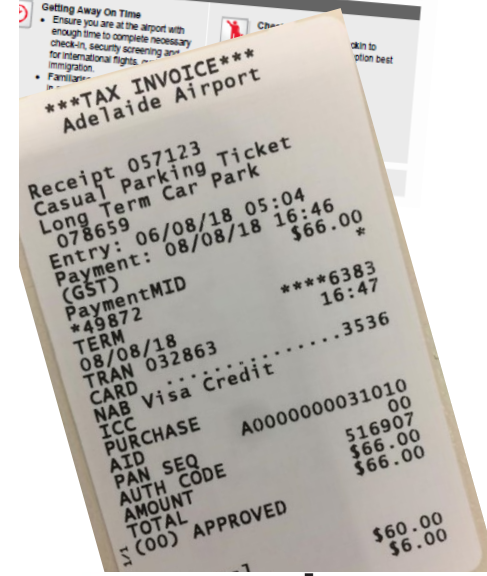 Getting Away On Time
• Ensure you are at the airport with
enough time to complete necessary
check-in, security screening and
for international flights,
immigration.
• 
***TAX INVOICE***
Adelaide Airport
Receipt 057123
Casual Parking Ticket
Long Term Car Park
078659
Entry: 06/08/18 05:04
Payment: 08/08/18 16:46
(GST) $66.00
PaymentMID *
*49872
TERM ****6383
08/08/18 16:47
TRAN 032863
CARD ..............3536
NAB Visa Credit
ICC
PURCHASE
AID A0000000031010
PAN SEQ 00
AUTH CODE 516907
AMOUNT $66.00
TOTAL $66.00
(00) APPROVED
1/1
$60.00
$6.00